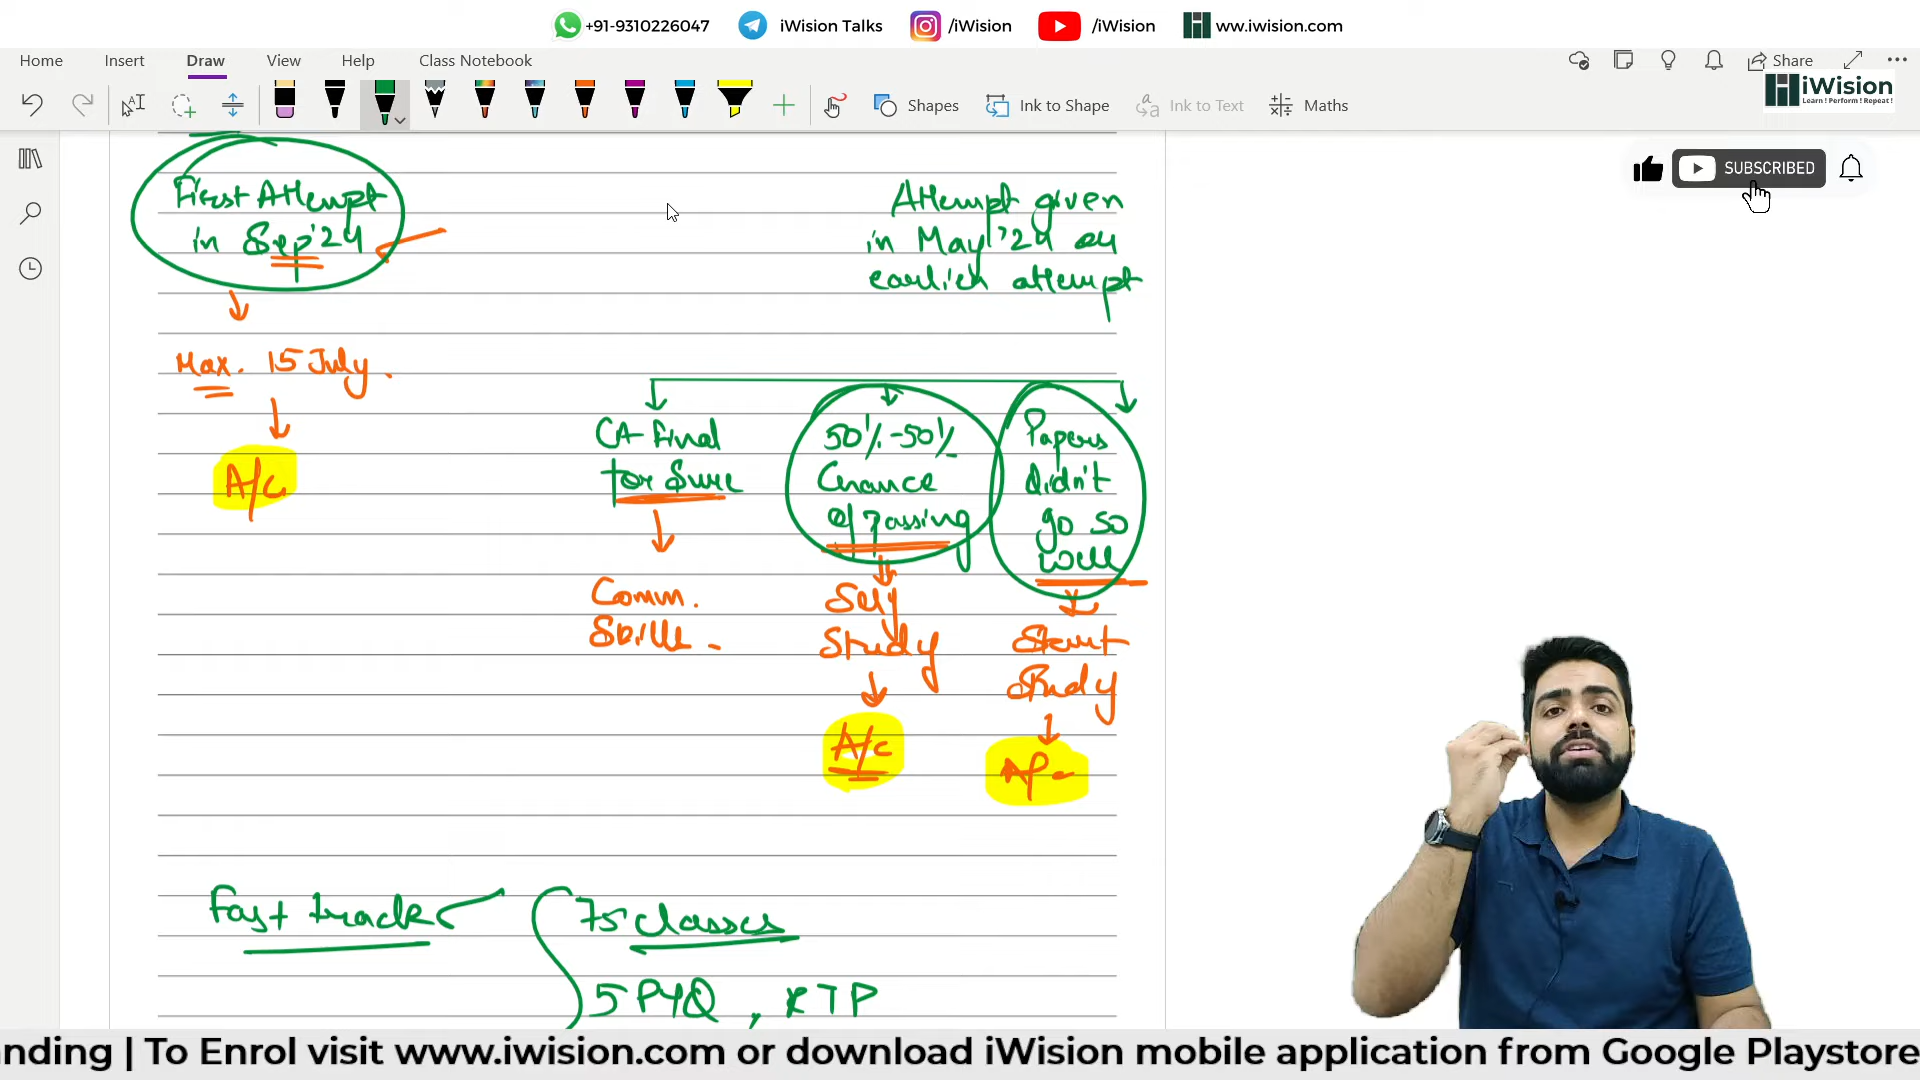 +91-9310226047 iWision Talks /iWision /iWision ww.iwision.com
Home Insert Draw View Help Class Notebook Share
Shapes Ink to Shape Ink to Text Maths
iWision
Learn ! Perform ! Repeat !
SUBSCRIBED
First Attempt
in Sep'24
Max. 15 July.
A/c
Attempt given
in May'24 or
earlier attempt
CA Final
for Sure
Comm.
Skills.
50%-50%
Chance
of Passing
Self
Study
A/c
Papers
didn't
go so
well
Start
Study
Fast track
75 classes
5 PYQ, RTP
nding | To Enrol visit www.iwision.com or download iWision mobile application from Google Playstore